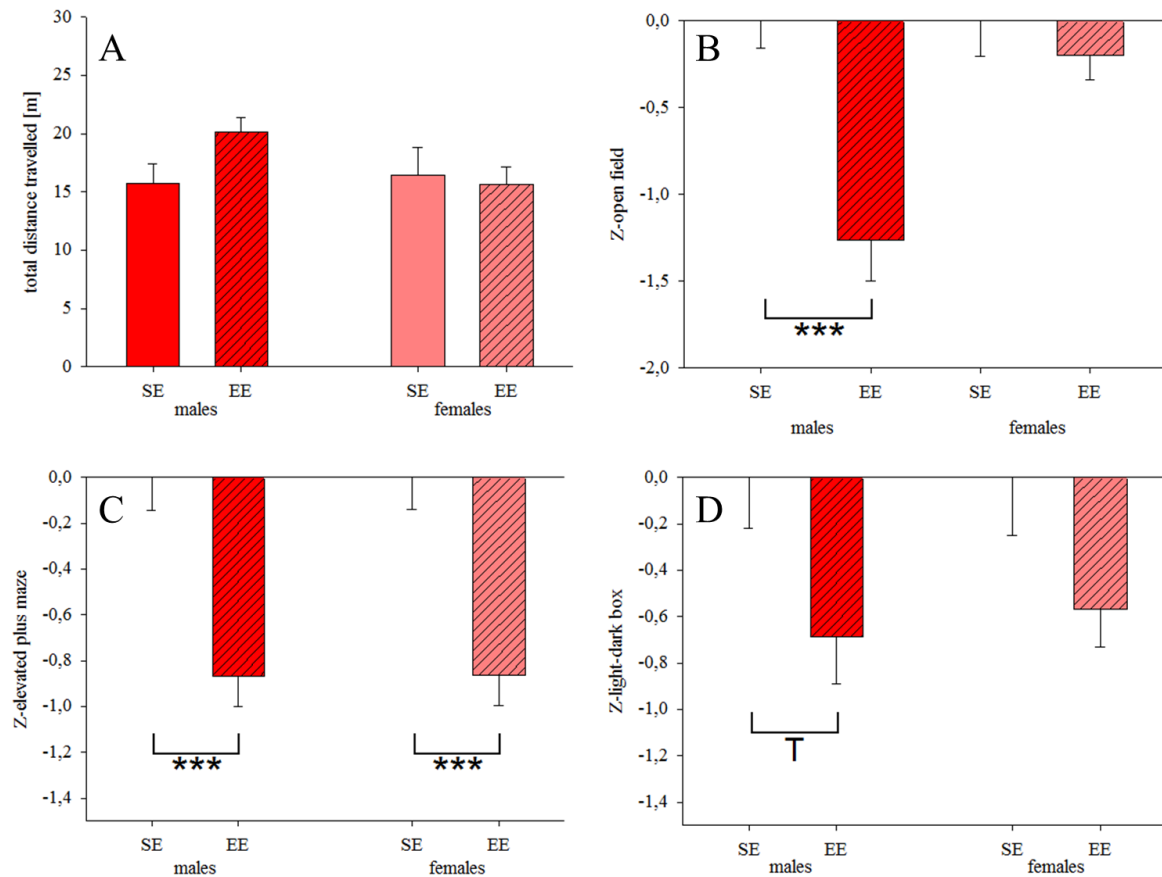 A
total distance travelled [m]
30
25
20
15
10
5
0
SE EE SE EE
males females
B
Z-open field
0,0
-0,5
-1,0
-1,5
-2,0
***
SE EE SE EE
males females
C
Z-elevated plus maze
0,0
-0,2
-0,4
-0,6
-0,8
-1,0
-1,2
-1,4
*** ***
SE EE SE EE
males females
D
Z-light-dark box
0,0
-0,2
-0,4
-0,6
-0,8
-1,0
-1,2
-1,4
T
SE EE SE EE
males females